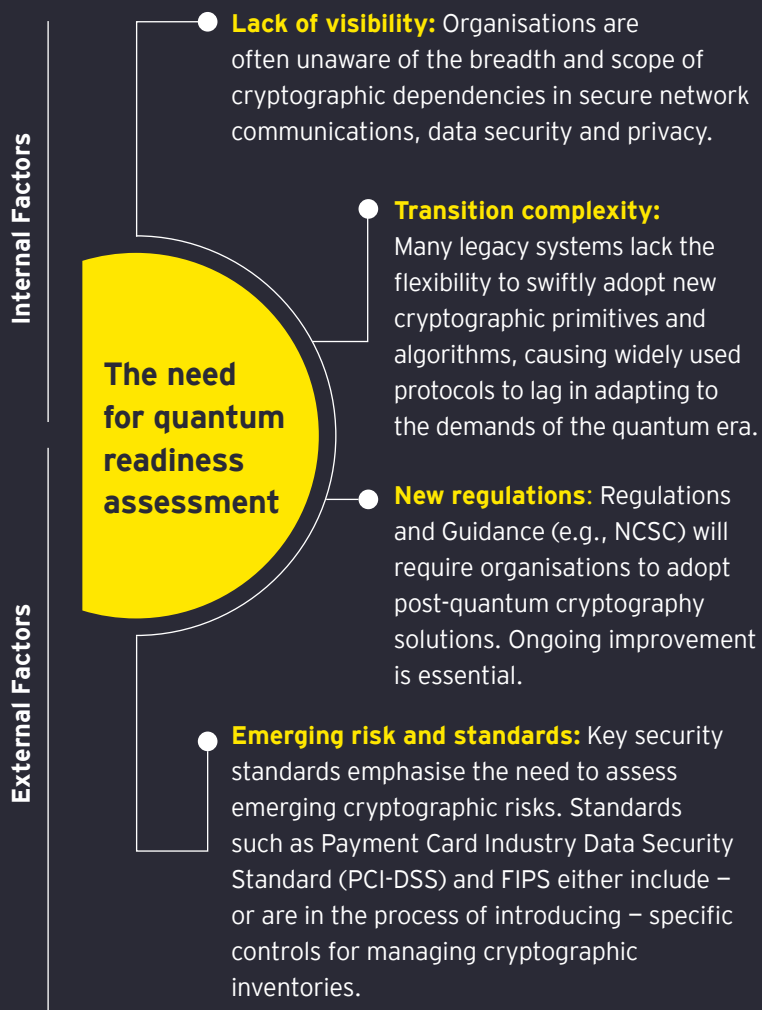 Internal Factors
Lack of visibility: Organisations are
often unaware of the breadth and scope of
cryptographic dependencies in secure network
communications, data security and privacy.
Transition complexity:
Many legacy systems lack the
flexibility to swiftly adopt new
cryptographic primitives and
algorithms, causing widely used
protocols to lag in adapting to
the demands of the quantum era.
The need
for quantum
readiness
assessment
External Factors
New regulations: Regulations
and Guidance (e.g., NCSC) will
require organisations to adopt
post-quantum cryptography
solutions. Ongoing improvement
is essential.
Emerging risk and standards: Key security
standards emphasise the need to assess
emerging cryptographic risks. Standards
such as Payment Card Industry Data Security
Standard (PCI-DSS) and FIPS either include –
or are in the process of introducing – specific
controls for managing cryptographic
inventories.